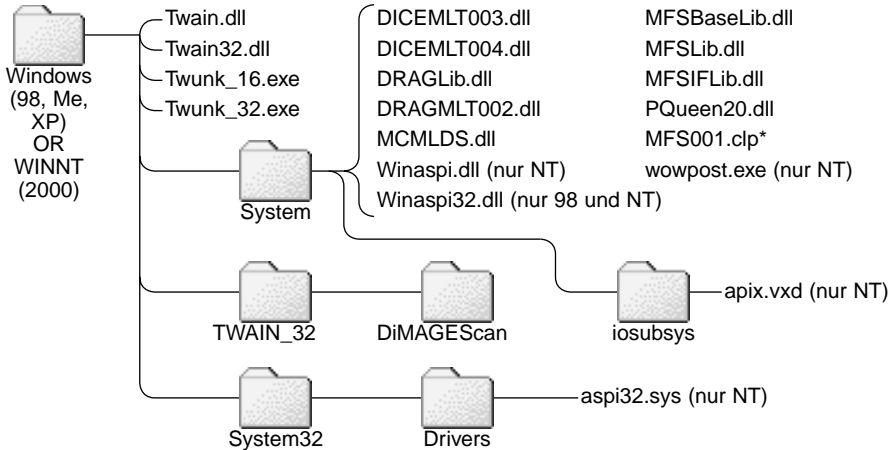 Windows
(98, Me,
XP)
OR
WINNT
(2000)
Twain.dll
Twain32.dll
Twunk_16.exe
Twunk_32.exe
System
DICEMLT003.dll
DICEMLT004.dll
DRAGLib.dll
DRAGMLT002.dll
MCMLDS.dll
Winaspi.dll (nur NT)
Winaspi32.dll (nur 98 und NT)
MFSBaseLib.dll
MFSLib.dll
MFSIFLib.dll
PQueen20.dll
MFS001.clp*
wowpost.exe (nur NT)
iosubsys
apix.vxd (nur NT)
TWAIN_32
DiMAGEScan
System32
Drivers
aspi32.sys (nur NT)